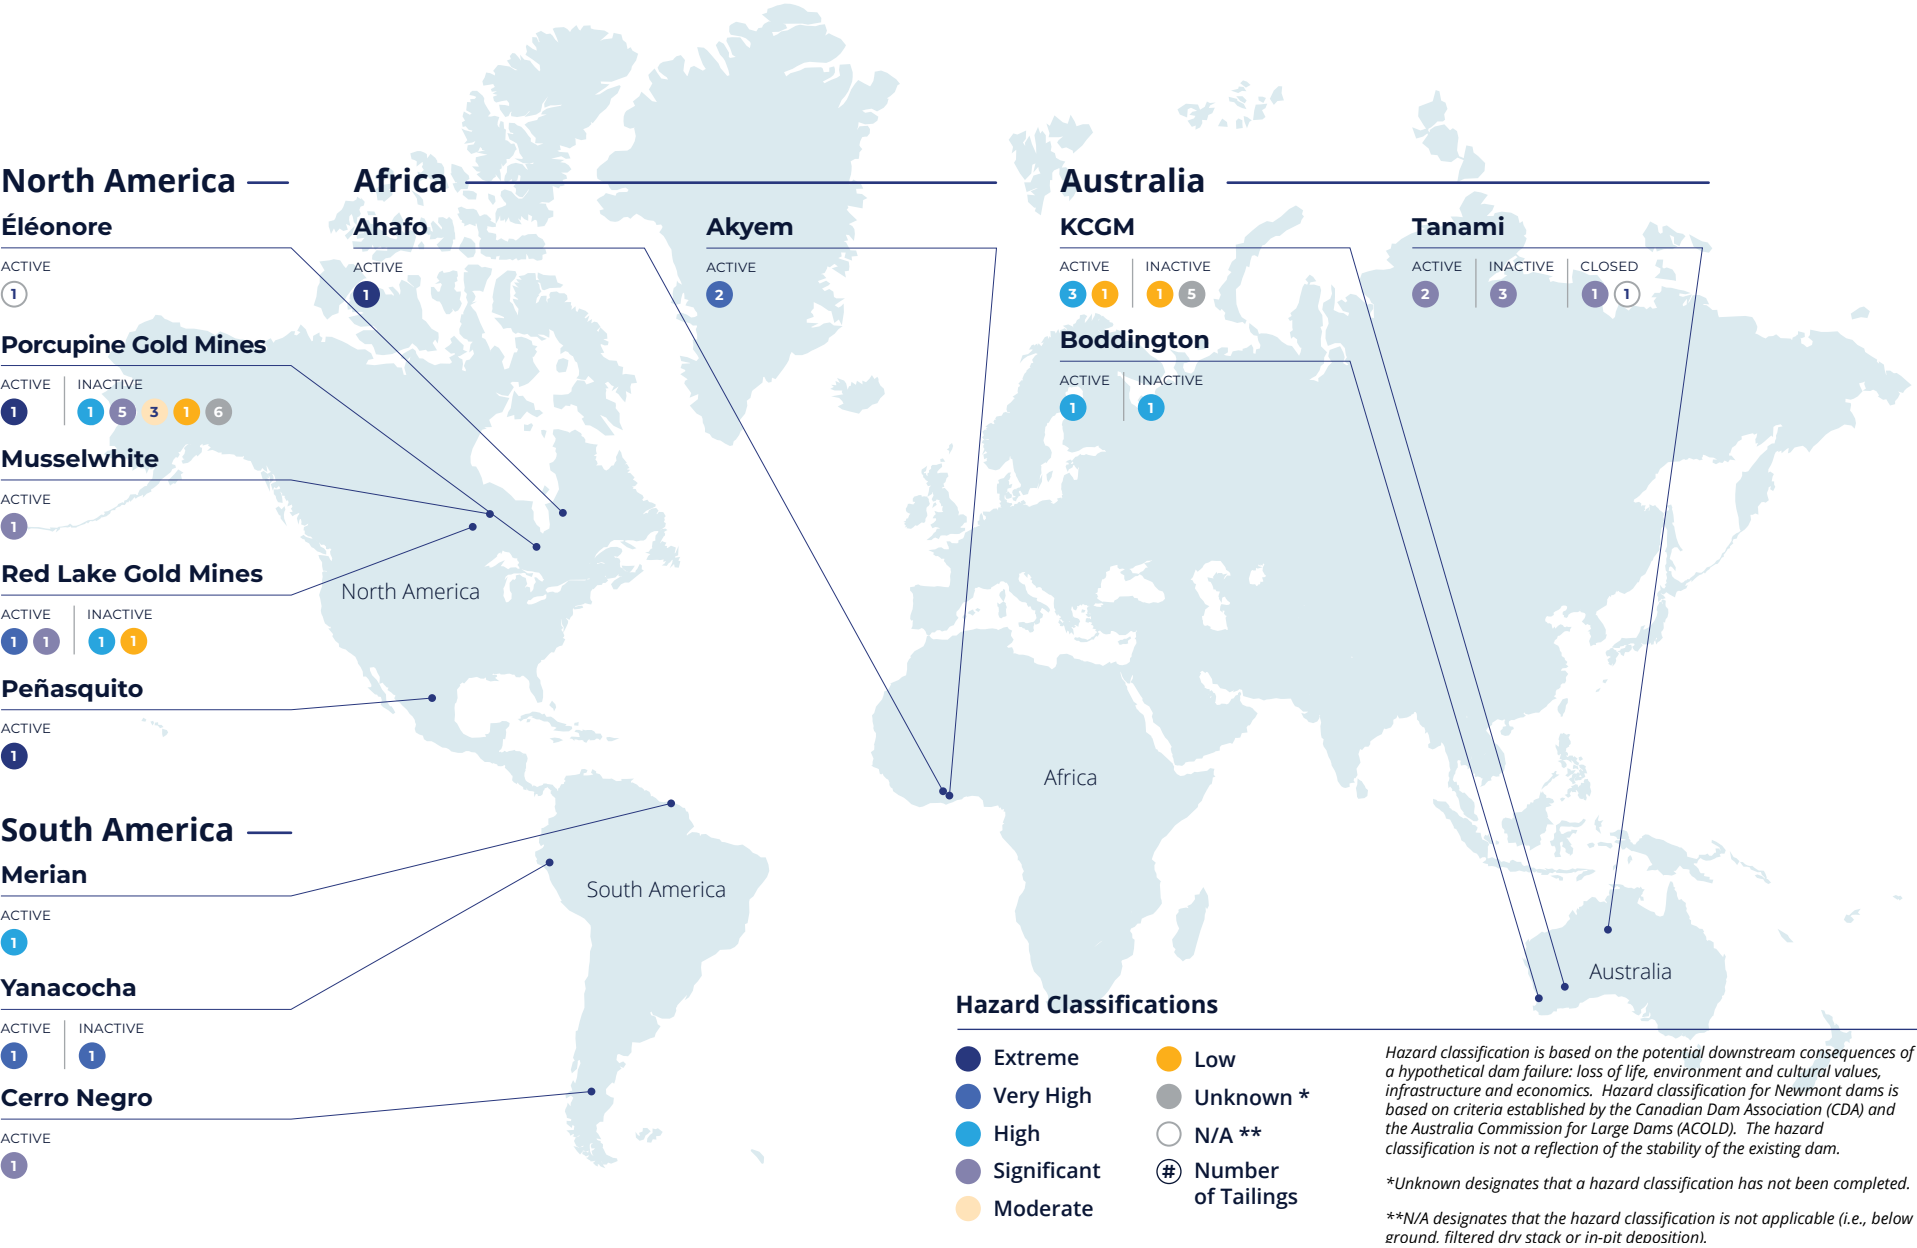 North America
Éléonore
ACTIVE
1
Porcupine Gold Mines
ACTIVE INACTIVE
1 1 5 3 1 6
Musselwhite
ACTIVE
1
Red Lake Gold Mines
ACTIVE INACTIVE
1 1 1 1
Peñasquito
ACTIVE
1
South America
Merian
ACTIVE
1
Yanacocha
ACTIVE INACTIVE
1 1
Cerro Negro
ACTIVE
1
Africa
Ahafo
ACTIVE
1
Akyem
ACTIVE
2
Australia
KCGM
ACTIVE INACTIVE
3 1 1 5
Boddington
ACTIVE INACTIVE
1 1
Tanami
ACTIVE INACTIVE CLOSED
2 3 1 1
North America
South America
Africa
Australia
Hazard Classifications
Extreme
Very High
High
Significant
Moderate
Low
Unknown *
N/A **
# Number
of Tailings
Hazard classification is based on the potential downstream consequences of
a hypothetical dam failure: loss of life, environment and cultural values,
infrastructure and economics. Hazard classification for Newmont dams is
based on criteria established by the Canadian Dam Association (CDA) and
the Australia Commission for Large Dams (ACOLD). The hazard
classification is not a reflection of the stability of the existing dam.
*Unknown designates that a hazard classification has not been completed.
**N/A designates that the hazard classification is not applicable (i.e., below
ground, filtered dry stack or in-pit deposition).